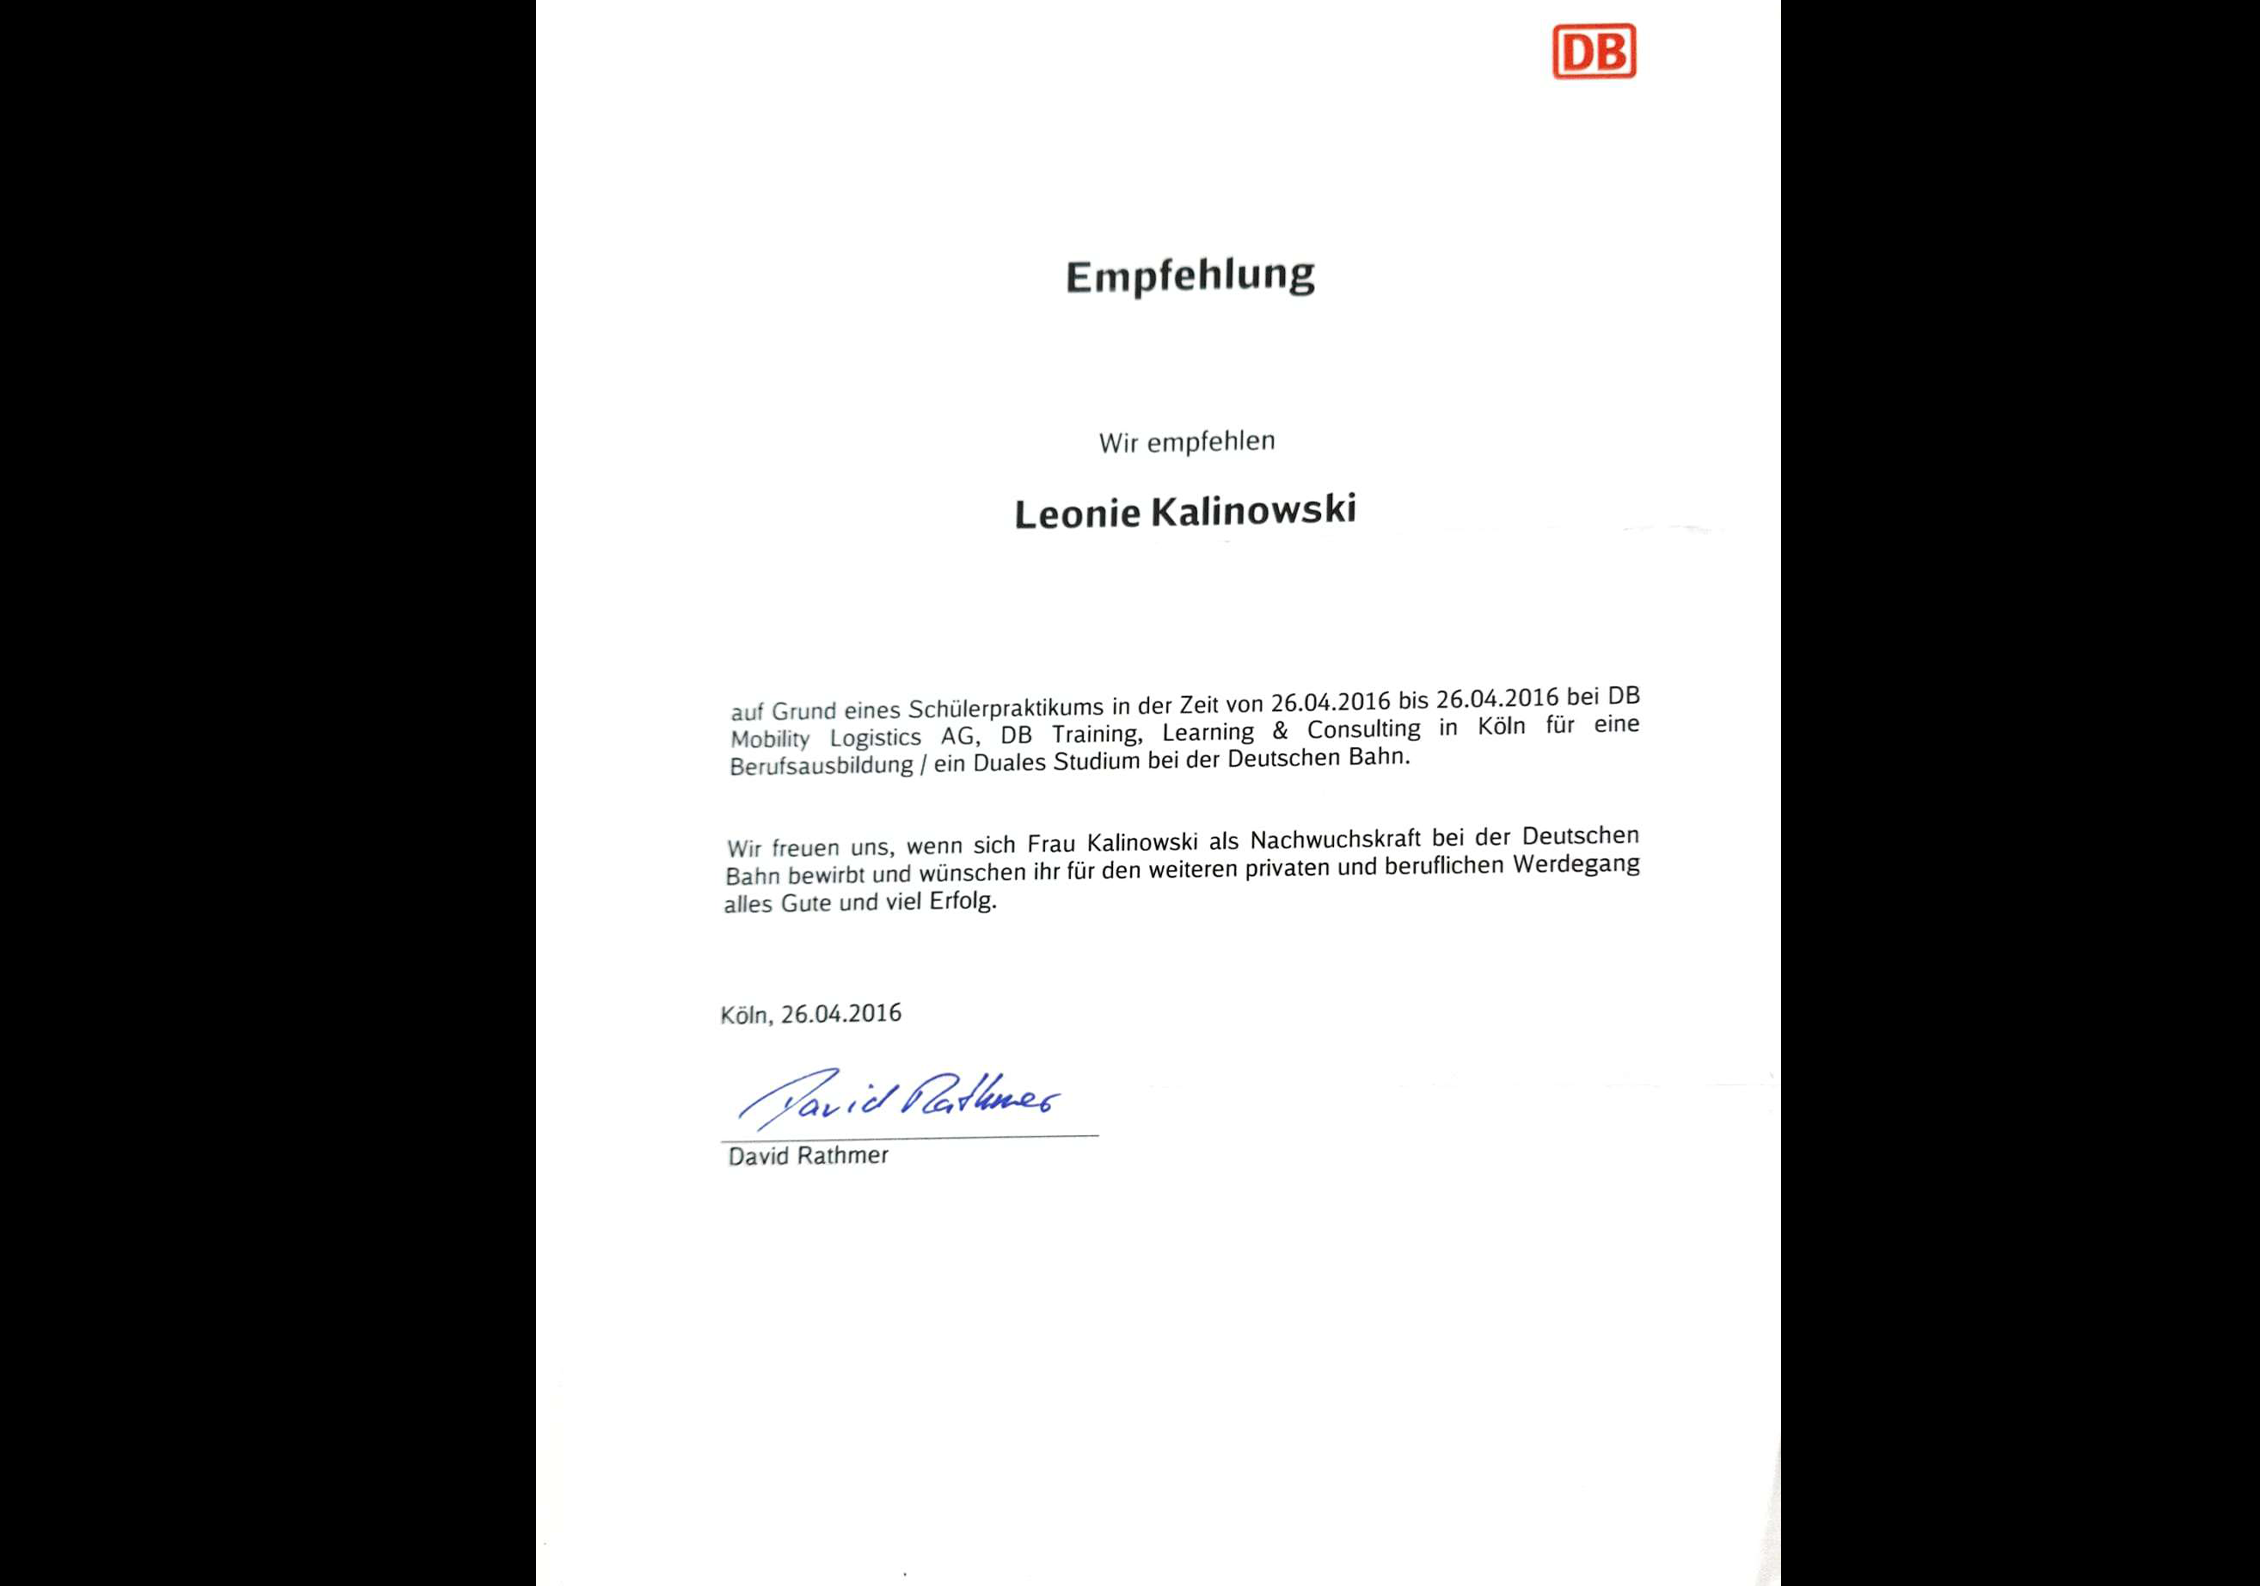 DB
Empfehlung
Wir empfehlen
Leonie Kalinowski
auf Grund eines Schülerpraktikums in der Zeit von 26.04.2016 bis 26.04.2016 bei DB
Mobility Logistics AG, DB Training, Learning & Consulting in Köln für eine
Berufsausbildung / ein Duales Studium bei der Deutschen Bahn.
Wir freuen uns, wenn sich Frau Kalinowski als Nachwuchskraft bei der Deutschen
Bahn bewirbt und wünschen ihr für den weiteren privaten und beruflichen Werdegang
alles Gute und viel Erfolg.
Köln, 26.04.2016
David Rathmer
David Rathmer